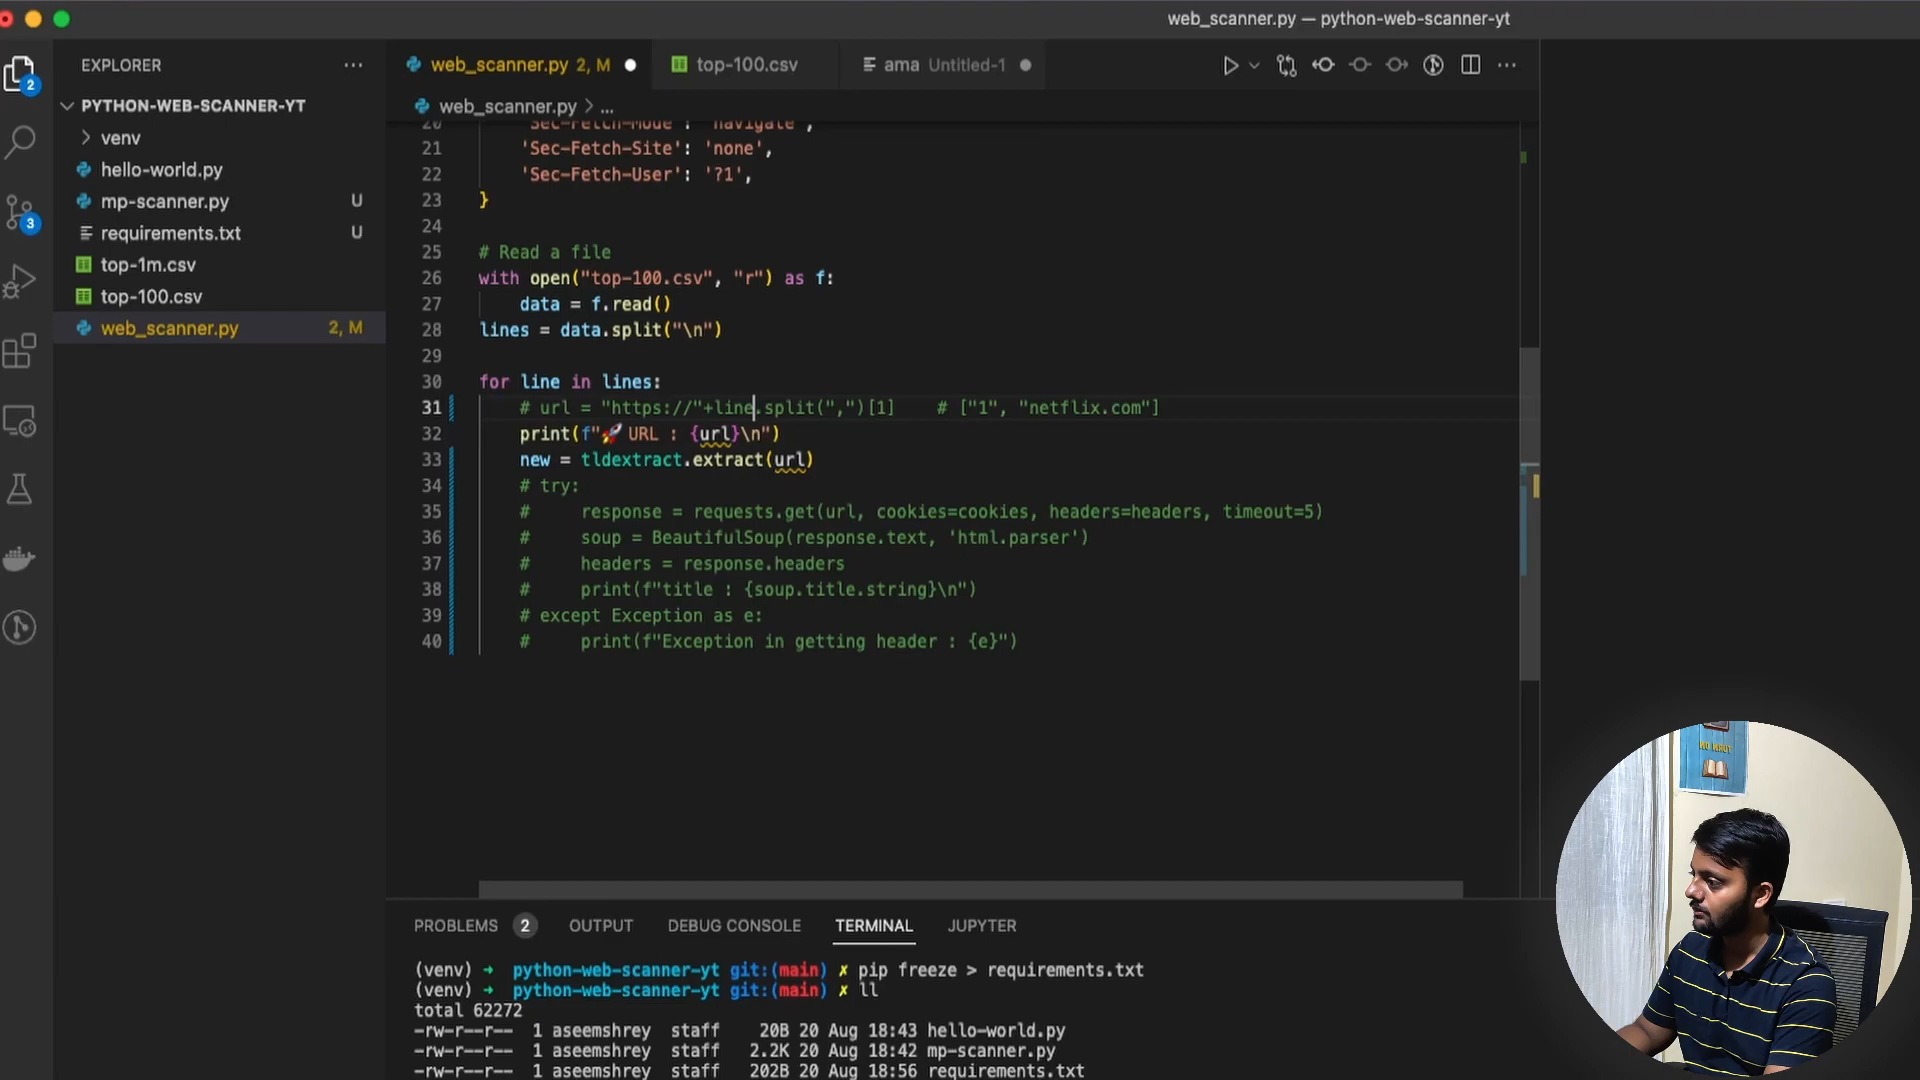 web_scanner.py — python-web-scanner-yt
EXPLORER
web_scanner.py 2, M
top-100.csv
ama Untitled-1
2
PYTHON-WEB-SCANNER-YT
web_scanner.py > ...
venv
hello-world.py
mp-scanner.py U
requirements.txt U
top-1m.csv
top-100.csv
web_scanner.py 2, M
3
20 'Sec-Fetch-Mode': 'navigate',
21 'Sec-Fetch-Site': 'none',
22 'Sec-Fetch-User': '?1',
23 }
24
25 # Read a file
26 with open("top-100.csv", "r") as f:
27 data = f.read()
28 lines = data.split("\n")
29
30 for line in lines:
31 # url = "https://"+line.split(",")[1] # ["1", "netflix.com"]
32 print(f"🚀 URL : {url}\n")
33 new = tldextract.extract(url)
34 # try:
35 # response = requests.get(url, cookies=cookies, headers=headers, timeout=5)
36 # soup = BeautifulSoup(response.text, 'html.parser')
37 # headers = response.headers
38 # print(f"title : {soup.title.string}\n")
39 # except Exception as e:
40 # print(f"Exception in getting header : {e}")
PROBLEMS 2 OUTPUT DEBUG CONSOLE TERMINAL JUPYTER
(venv) ➜ python-web-scanner-yt git:(main) ✗ pip freeze > requirements.txt
(venv) ➜ python-web-scanner-yt git:(main) ✗ ll
total 62272
-rw-r--r-- 1 aseemshrey staff 20B 20 Aug 18:43 hello-world.py
-rw-r--r-- 1 aseemshrey staff 2.2K 20 Aug 18:42 mp-scanner.py
-rw-r--r-- 1 aseemshrey staff 202B 20 Aug 18:56 requirements.txt